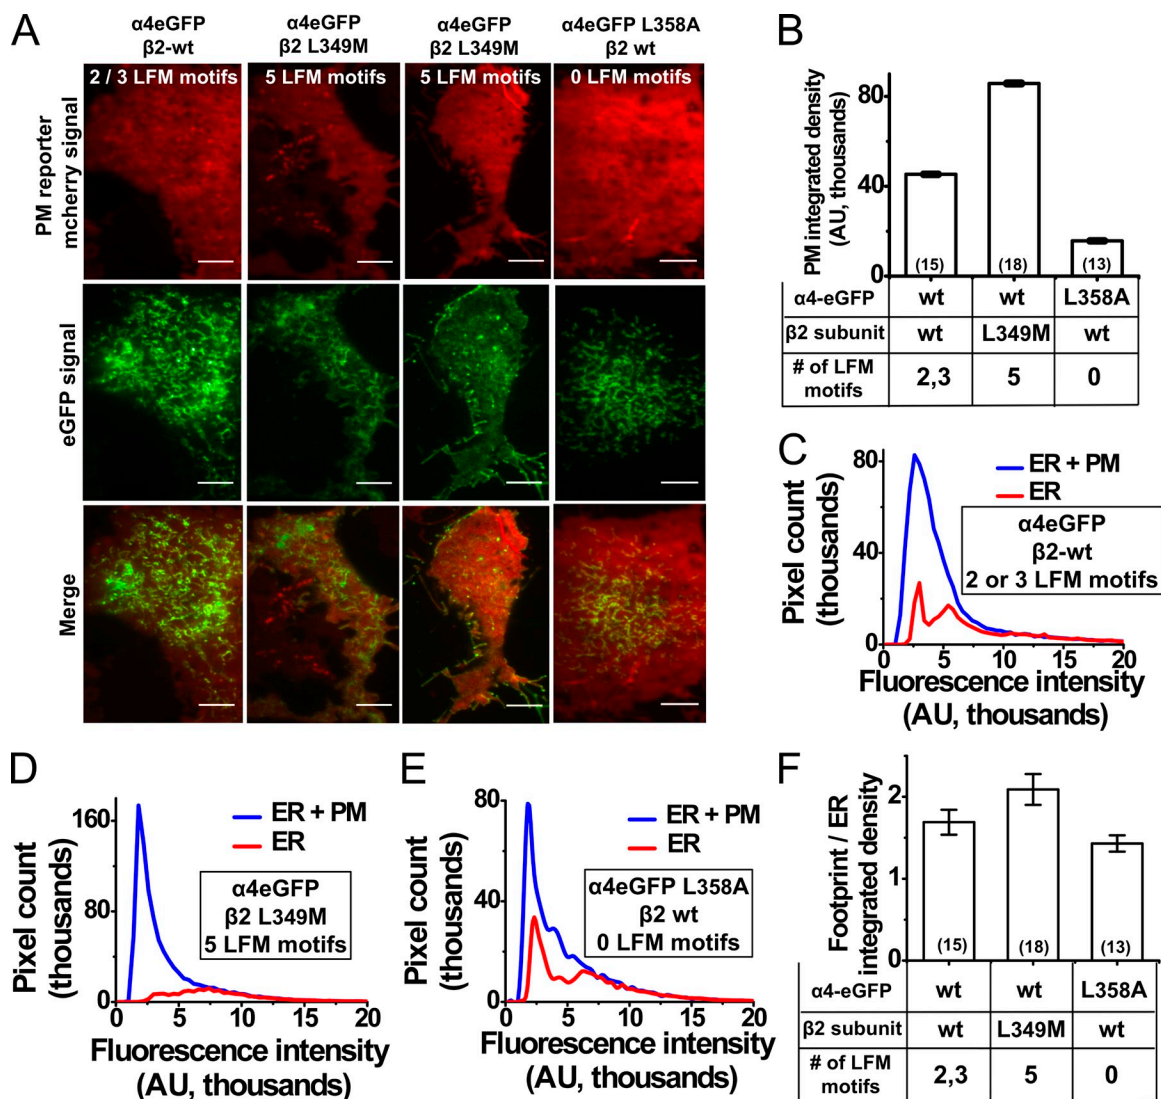 A
α4eGFP
β2-wt
α4eGFP
β2 L349M
α4eGFP
β2 L349M
α4eGFP L358A
β2 wt
2 / 3 LFM motifs
5 LFM motifs
5 LFM motifs
0 LFM motifs
PM reporter
mcherry signal
eGFP signal
Merge
B
PM integrated density
(AU, thousands)
80
40
0
(15)
(18)
(13)
α4-eGFP
wt
wt
L358A
β2 subunit
wt
L349M
wt
# of LFM
motifs
2,3
5
0
C
Pixel count
(thousands)
80
40
0
ER + PM
ER
α4eGFP
β2-wt
2 or 3 LFM motifs
0
5
10
15
20
Fluorescence intensity
(AU, thousands)
D
Pixel count
(thousands)
160
80
0
ER + PM
ER
α4eGFP
β2 L349M
5 LFM motifs
0
5
10
15
20
Fluorescence intensity
(AU, thousands)
E
Pixel count
(thousands)
80
40
0
ER + PM
ER
α4eGFP L358A
β2 wt
0 LFM motifs
0
5
10
15
20
Fluorescence intensity
(AU, thousands)
F
Footprint / ER
integrated density
2
1
0
(15)
(18)
(13)
α4-eGFP
wt
wt
L358A
β2 subunit
wt
L349M
wt
# of LFM
motifs
2,3
5
0